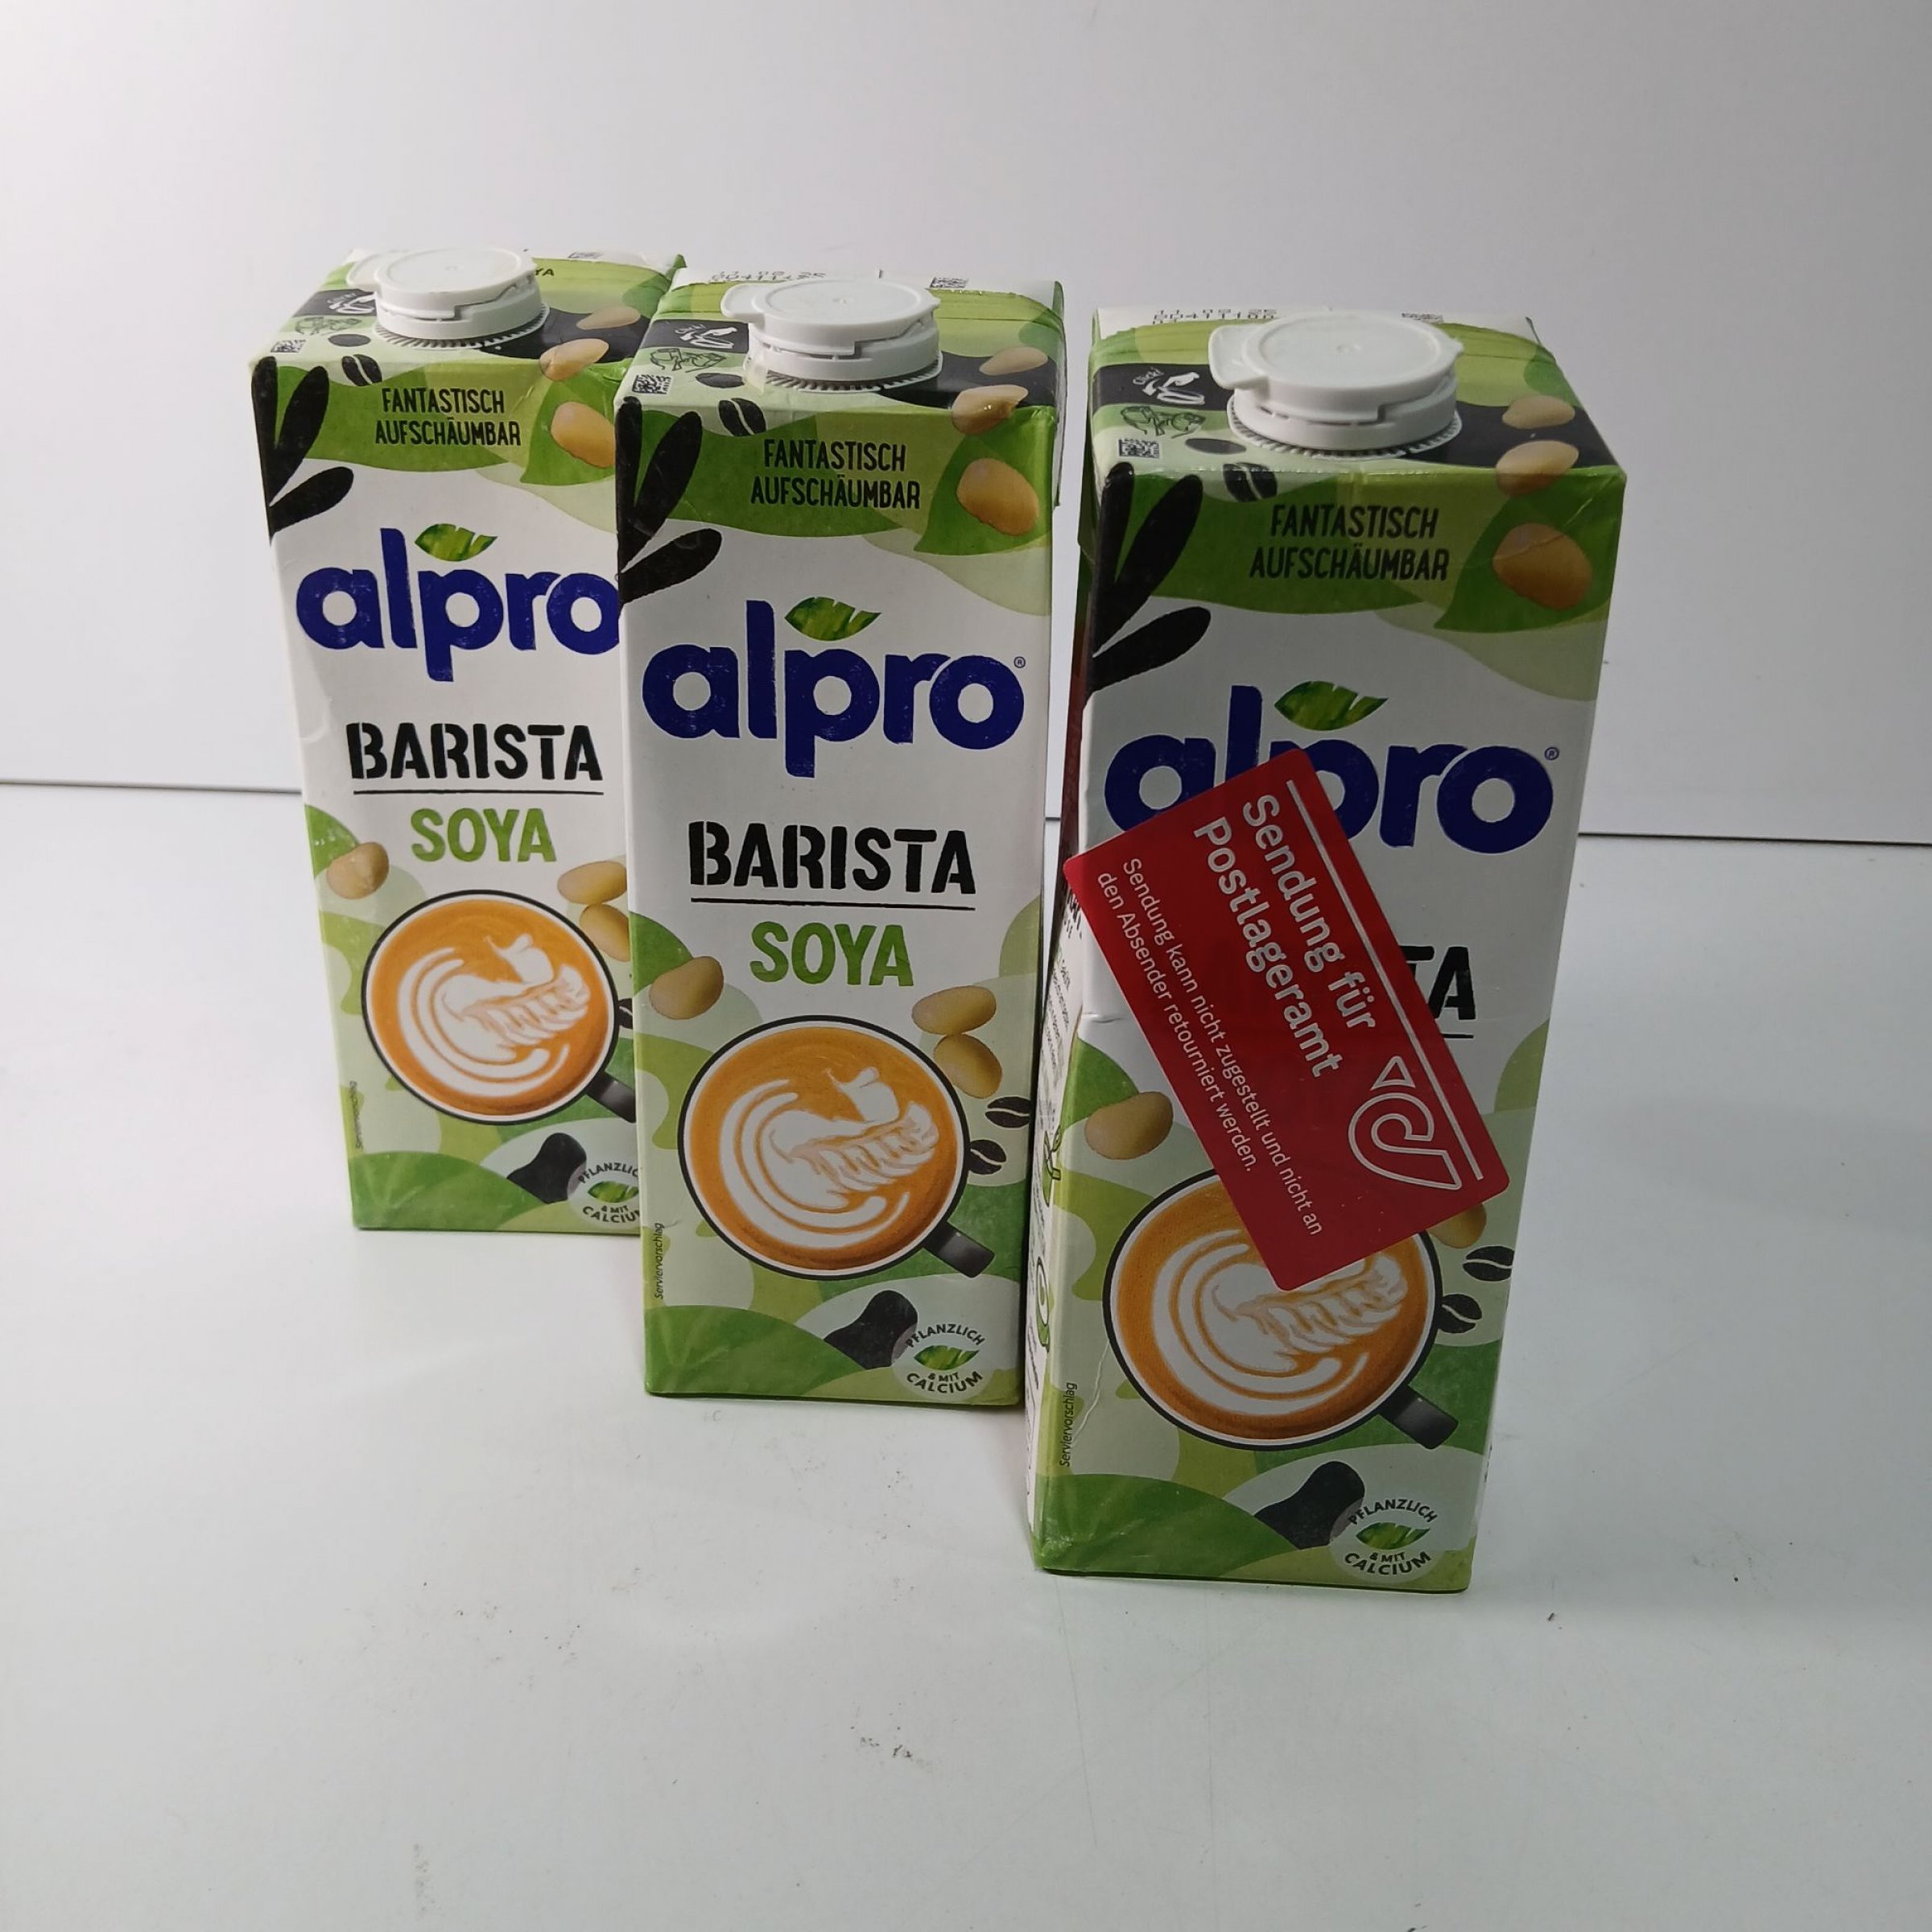 FANTASTISCH
AUFSCHÄUMBAR
alpro
BARISTA
SOYA
PFLANZLICH
& MIT
CALCIUM
FANTASTISCH
AUFSCHÄUMBAR
alpro®
BARISTA
SOYA
Serviervorschlag
PFLANZLICH
& MIT
CALCIUM
FANTASTISCH
AUFSCHÄUMBAR
alpro®
TA
Sendung für
Postlageramt
Sendung kann nicht zugestellt und nicht an
den Absender retourniert werden.
Serviervorschlag
PFLANZLICH
& MIT
CALCIUM